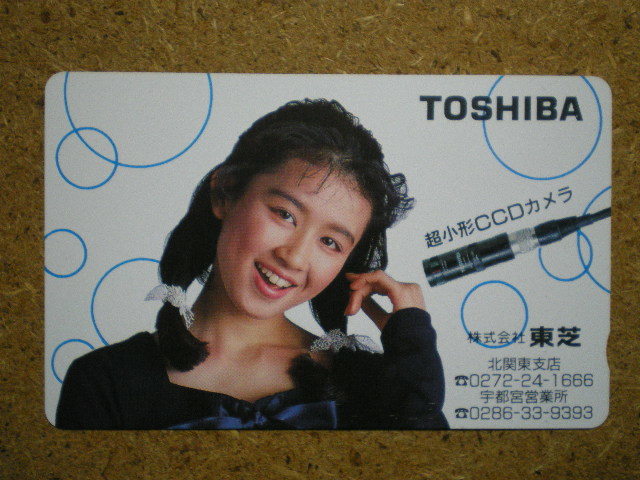 TOSHIBA
超小形CCDカメラ
株式会社 東芝
北関東支店
☎0272-24-1666
宇都宮営業所
☎0286-33-9393